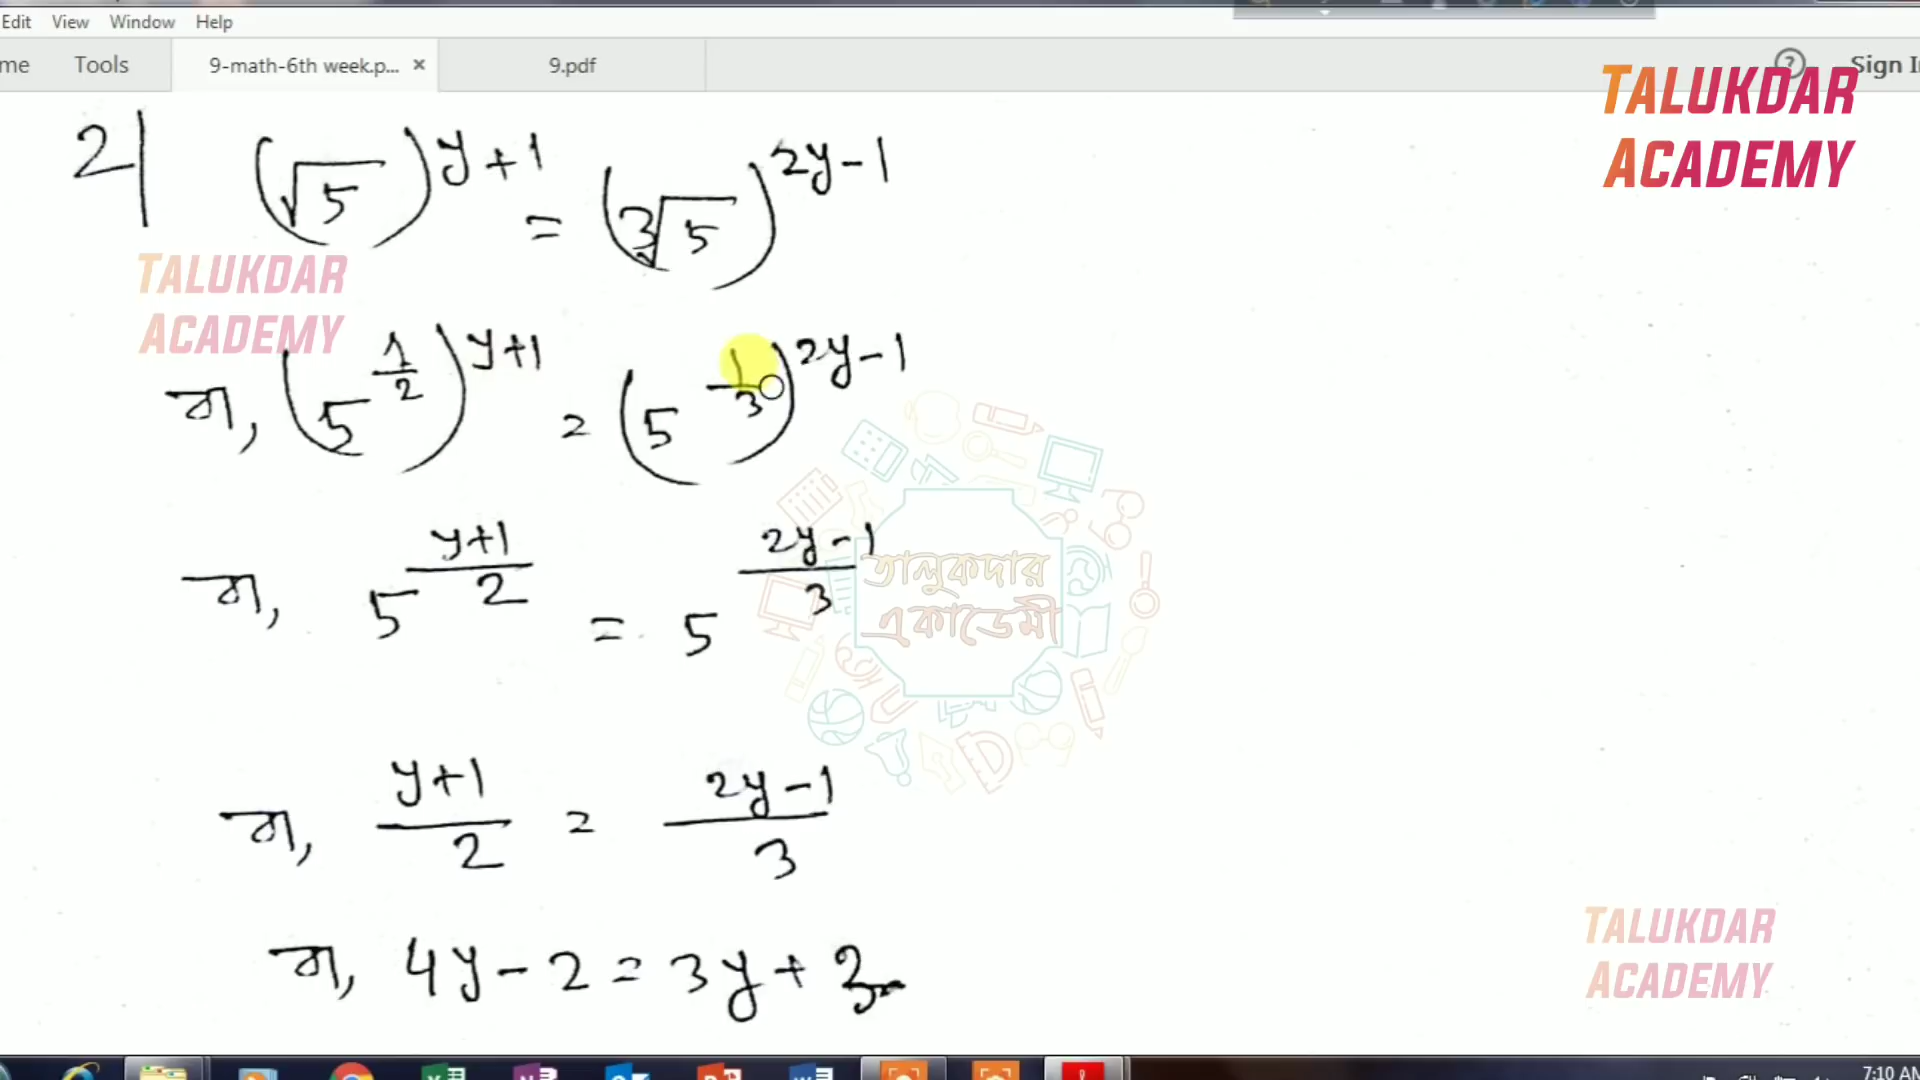 Edit View Window Help
me Tools 9-math-6th week.p... × 9.pdf ? Sign I
TALUKDAR
ACADEMY
2| (√5)^{y+1} = (∛5)^{2y-1}
TALUKDAR
ACADEMY
বা, (5^{1/2})^{y+1} = (5^{1/3})^{2y-1}
বা, 5^{(y+1)/2} = 5^{(2y-1)/3}
তালুকদার
একাডেমী
বা, (y+1)/2 = (2y-1)/3
বা, 4y-2=3y+3
TALUKDAR
ACADEMY
7:10 AM